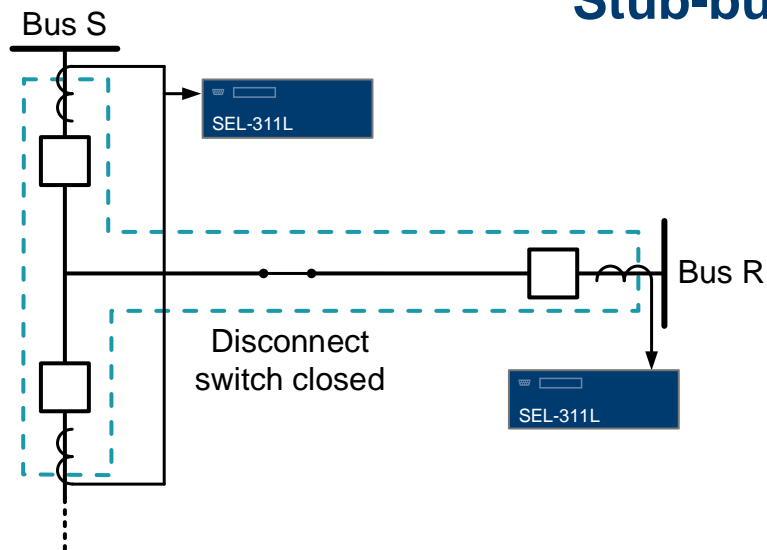 Stub-bu
Bus S
SEL-311L
Bus R
Disconnect
switch closed
SEL-311L